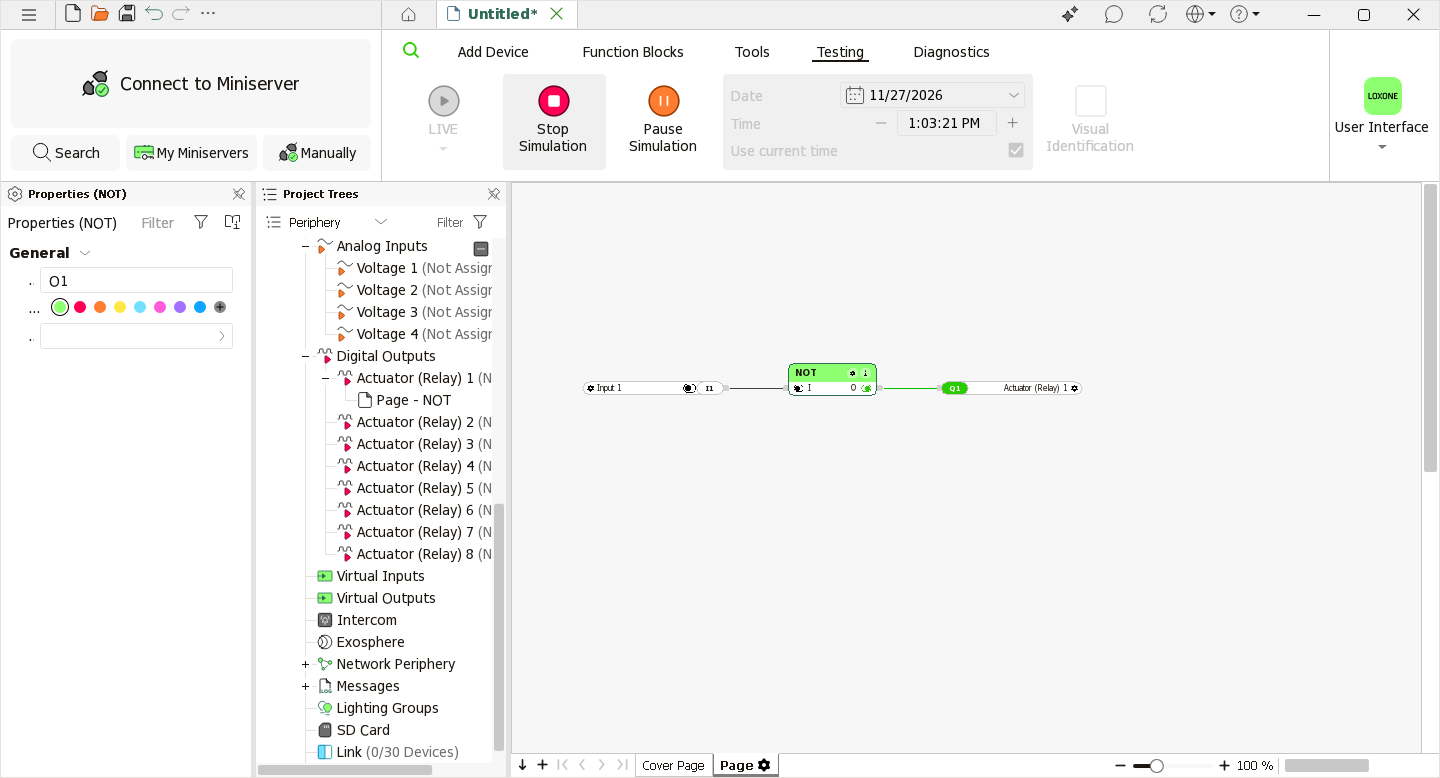 Untitled*
Connect to Miniserver
Search
My Miniservers
Manually
Add Device
Function Blocks
Tools
Testing
Diagnostics
LIVE
Stop
Simulation
Pause
Simulation
Date
11/27/2026
Time
1:03:21 PM
Use current time
Visual
Identification
LOXONE
User Interface
Properties (NOT)
Properties (NOT)
Filter
General
..
O1
...
..
Project Trees
Periphery
Filter
Analog Inputs
Voltage 1 (Not Assigr
Voltage 2 (Not Assigr
Voltage 3 (Not Assigr
Voltage 4 (Not Assigr
Digital Outputs
Actuator (Relay) 1 (N
Page - NOT
Actuator (Relay) 2 (N
Actuator (Relay) 3 (N
Actuator (Relay) 4 (N
Actuator (Relay) 5 (N
Actuator (Relay) 6 (N
Actuator (Relay) 7 (N
Actuator (Relay) 8 (N
Virtual Inputs
Virtual Outputs
Intercom
Exosphere
Network Periphery
Messages
Lighting Groups
SD Card
Link (0/30 Devices)
Input 1
I1
NOT
1
I
O
Q1
Actuator (Relay) 1
Cover Page
Page
100 %